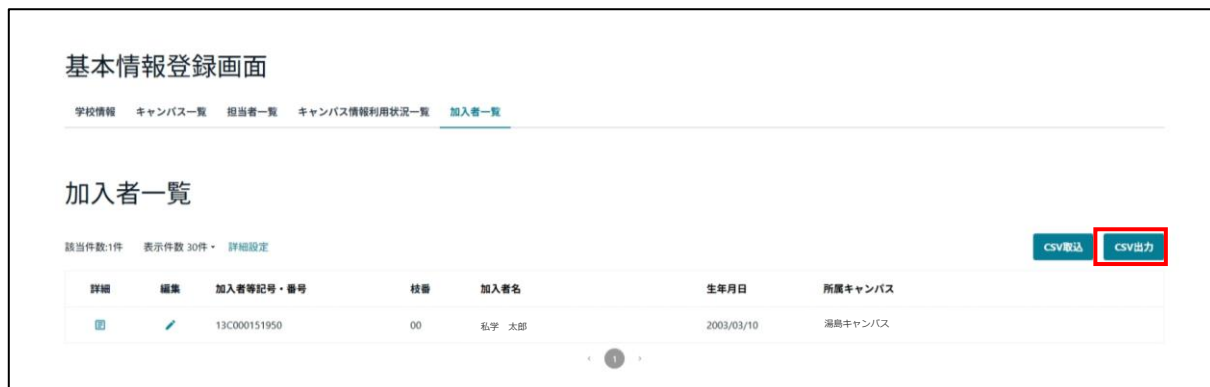 基本情報登録画面
学校情報 キャンパス一覧 担当者一覧 キャンパス情報利用状況一覧 加入者一覧
加入者一覧
該当件数:1件 表示件数 30件 詳細設定 CSV取込 CSV出力
詳細 編集 加入者等記号・番号 枝番 加入者名 生年月日 所属キャンパス
13C000151950 00 私学 太郎 2003/03/10 湯島キャンパス
‹ 1 ›